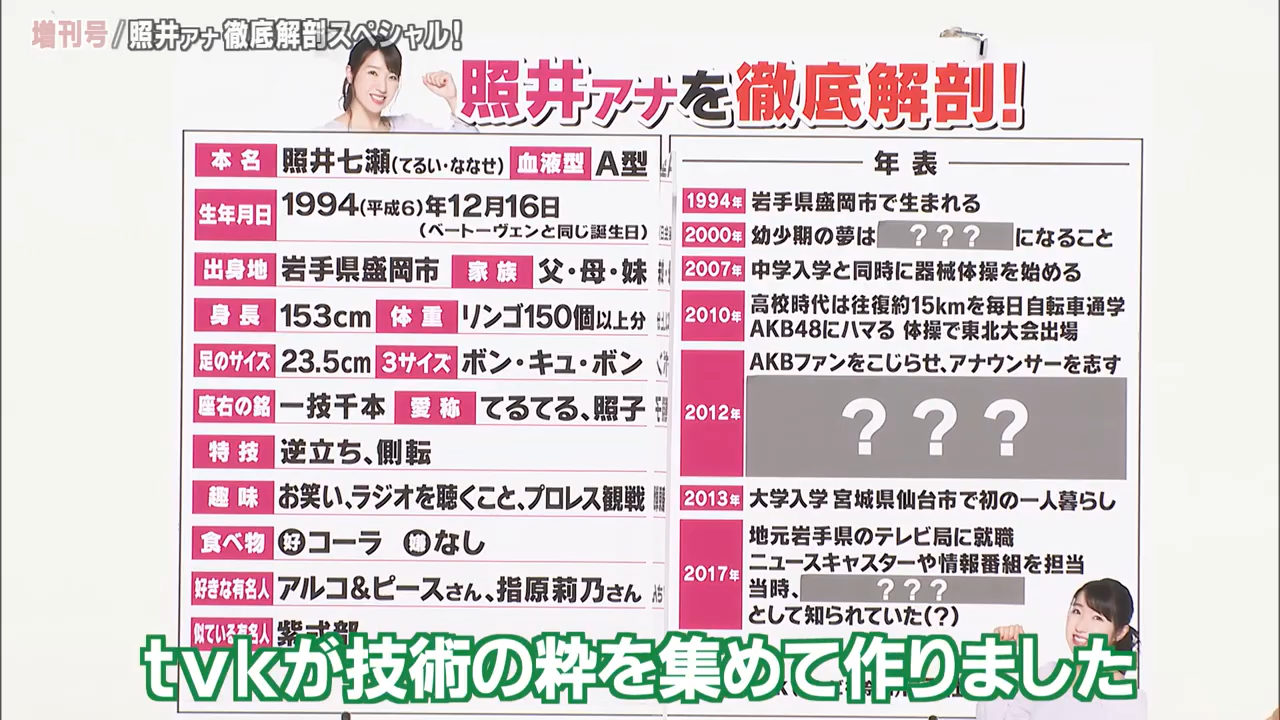 増刊号/照井アナ徹底解剖スペシャル!
照井アナを徹底解剖!
本名 照井七瀬(てるい・ななせ) 血液型 A型
生年月日 1994(平成6)年12月16日
(ベートーヴェンと同じ誕生日)
出身地 岩手県盛岡市 家族 父・母・妹
身長 153cm 体重 リンゴ150個以上分
足のサイズ 23.5cm 3サイズ ボン・キュ・ボン
座右の銘 一技千本 愛称 てるてる、照子
特技 逆立ち、側転
趣味 お笑い、ラジオを聴くこと、プロレス観戦
食べ物 好コーラ 嫌なし
好きな有名人 アルコ&ピースさん、指原莉乃さん
似ている有名人 紫式部
年表
1994年 岩手県盛岡市で生まれる
2000年 幼少期の夢は ??? になること
2007年 中学入学と同時に器械体操を始める
2010年 高校時代は往復約15kmを毎日自転車通学
AKB48にハマる 体操で東北大会出場
2012年 AKBファンをこじらせ、アナウンサーを志す
???
2013年 大学入学 宮城県仙台市で初の一人暮らし
2017年 地元岩手県のテレビ局に就職
ニュースキャスターや情報番組を担当
当時、 ???
として知られていた(?)
tvkが技術の粋を集めて作りました